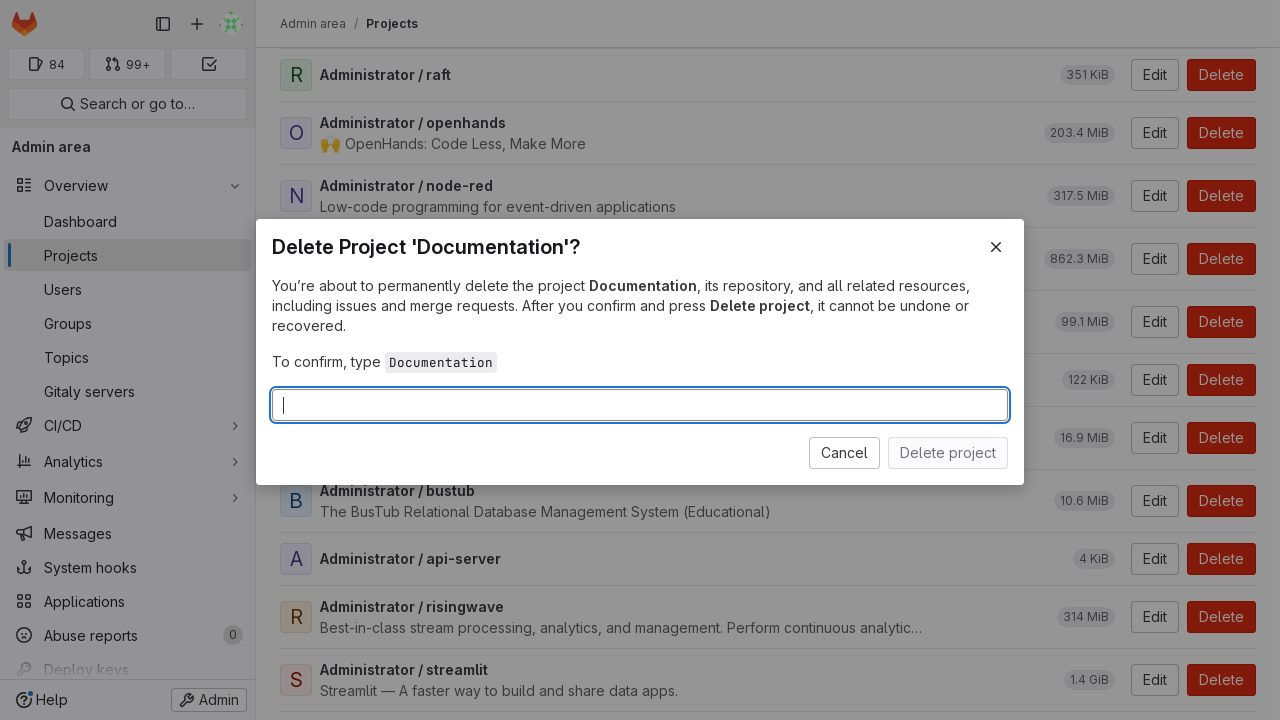 Admin area / Projects
84
99+
Search or go to…
Admin area
Overview
Dashboard
Projects
Users
Groups
Topics
Gitaly servers
CI/CD
Analytics
Monitoring
Messages
System hooks
Applications
Abuse reports 0
Deploy keys
Help
Admin
R Administrator / raft 351 KiB Edit Delete
O Administrator / openhands 203.4 MiB Edit Delete
🙌 OpenHands: Code Less, Make More
N Administrator / node-red 317.5 MiB Edit Delete
Low-code programming for event-driven applications
862.3 MiB Edit Delete
99.1 MiB Edit Delete
122 KiB Edit Delete
16.9 MiB Edit Delete
Delete Project 'Documentation'?
You’re about to permanently delete the project Documentation, its repository, and all related resources,
including issues and merge requests. After you confirm and press Delete project, it cannot be undone or
recovered.
To confirm, type Documentation
Cancel Delete project
B Administrator / bustub 10.6 MiB Edit Delete
The BusTub Relational Database Management System (Educational)
A Administrator / api-server 4 KiB Edit Delete
R Administrator / risingwave 314 MiB Edit Delete
Best-in-class stream processing, analytics, and management. Perform continuous analytic…
S Administrator / streamlit 1.4 GiB Edit Delete
Streamlit — A faster way to build and share data apps.